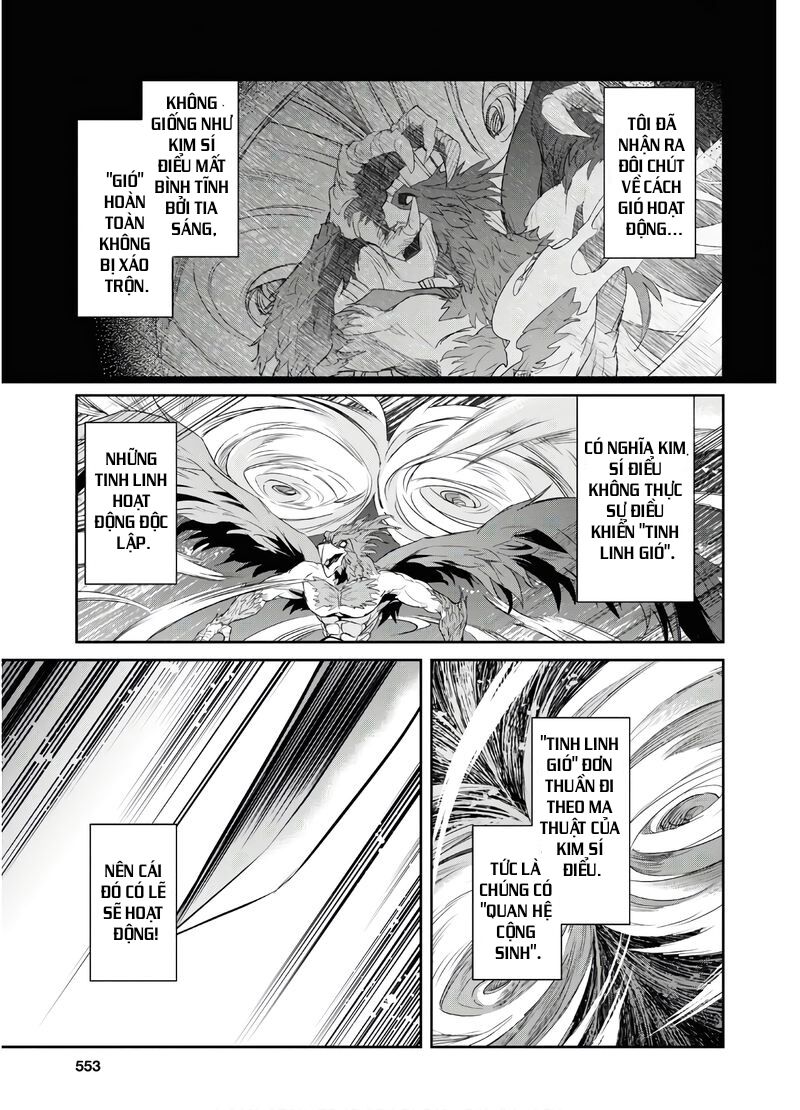 TÔI ĐÃ
NHẬN RA
ĐÔI CHÚT
VỀ CÁCH
GIÓ HOẠT
ĐỘNG...
KHÔNG
GIỐNG NHƯ
KIM SÍ
ĐIỂU MẤT
BÌNH TĨNH
BỞI TIA
SÁNG,
"GIÓ"
HOÀN
TOÀN
KHÔNG
BỊ XÁO
TRỘN.
CÓ NGHĨA KIM
SÍ ĐIỂU
KHÔNG THỰC
SỰ ĐIỀU
KHIỂN "TINH
LINH GIÓ".
NHỮNG
TINH LINH
HOẠT
ĐỘNG ĐỘC
LẬP.
"TINH LINH
GIÓ" ĐƠN
THUẦN ĐI
THEO MA
THUẬT CỦA
KIM SÍ
ĐIỂU.
TỨC LÀ
CHÚNG CÓ
"QUAN HỆ
CỘNG
SINH".
NÊN CÁI
ĐÓ CÓ LẼ
SẼ HOẠT
ĐỘNG!
553